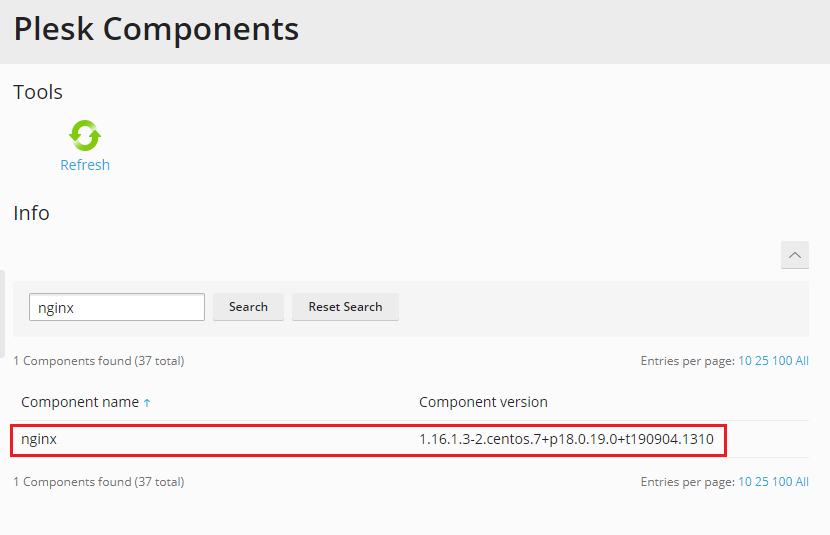 Plesk Components
Tools
Refresh
Info
nginx Search Reset Search
1 Components found (37 total) Entries per page: 10 25 100 All
Component name ↑ Component version
nginx 1.16.1.3-2.centos.7+p18.0.19.0+t190904.1310
1 Components found (37 total) Entries per page: 10 25 100 All